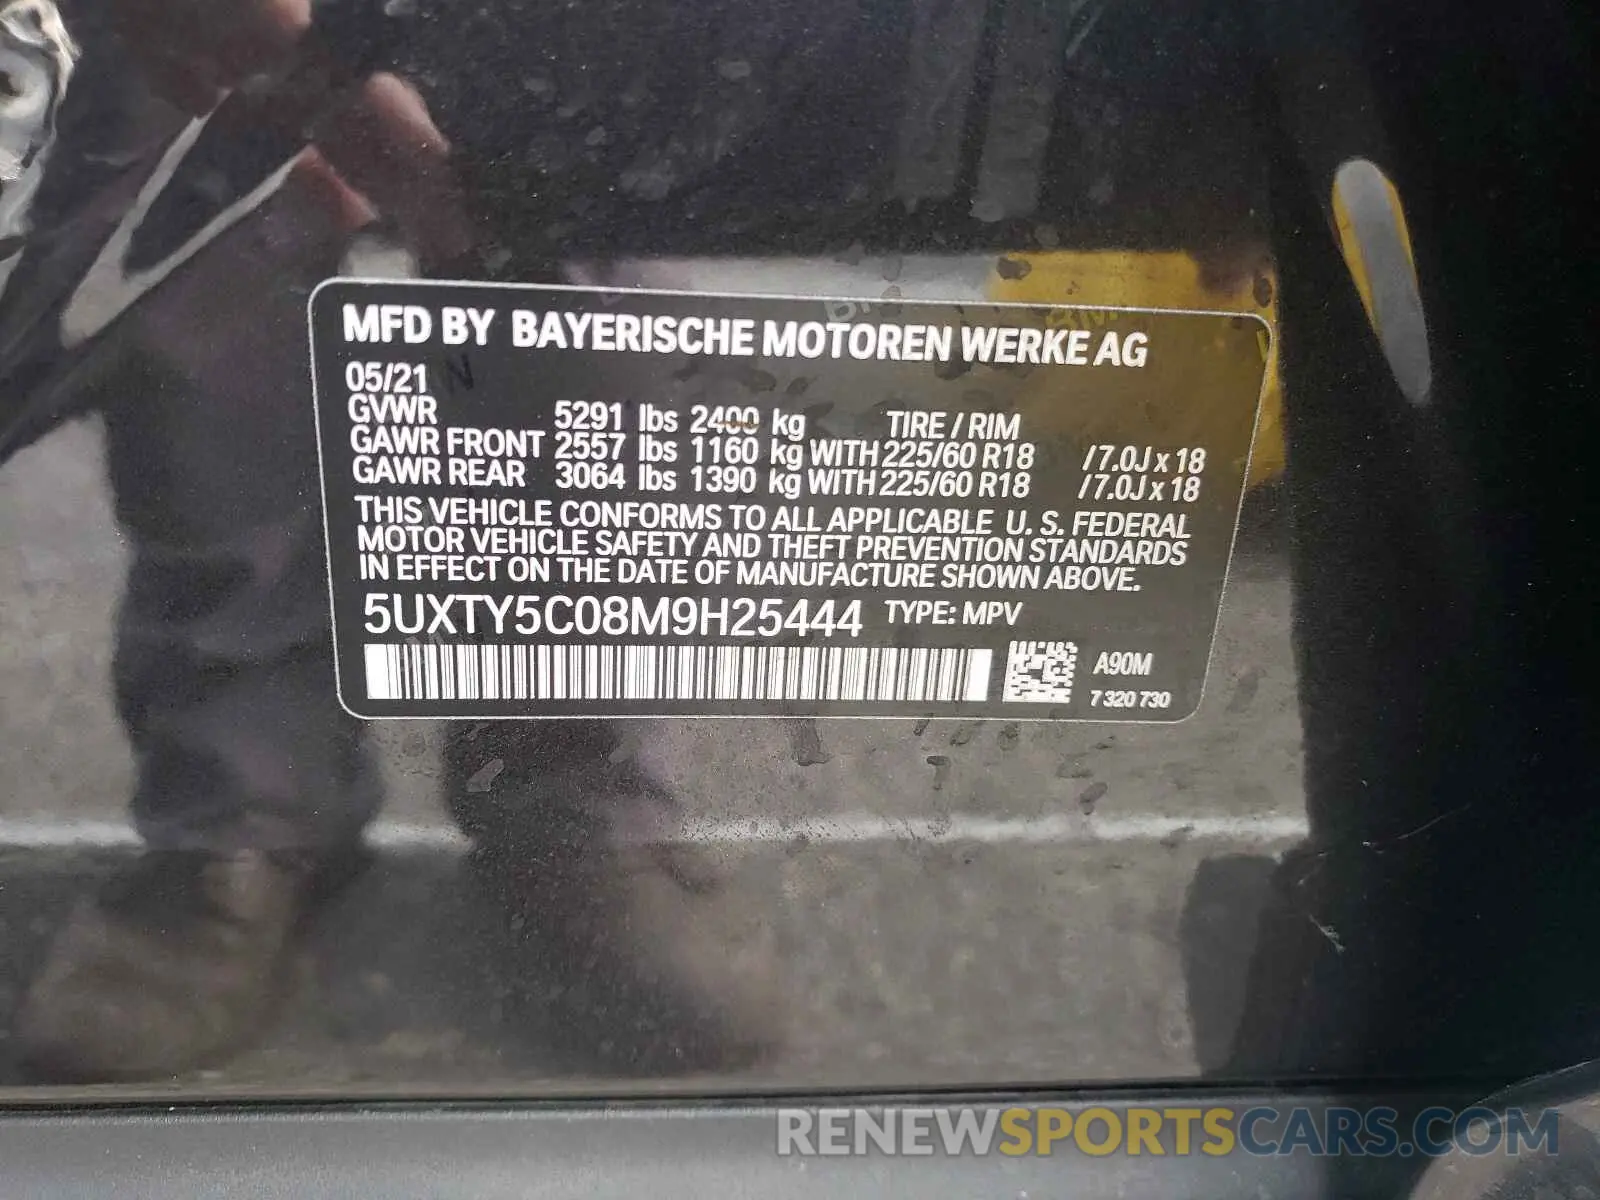 MFD BY BAYERISCHE MOTOREN WERKE AG
05/21
GVWR 5291 lbs 2400 kg TIRE / RIM
GAWR FRONT 2557 lbs 1160 kg WITH 225/60 R18 / 7.0J x 18
GAWR REAR 3064 lbs 1390 kg WITH 225/60 R18 / 7.0J x 18
THIS VEHICLE CONFORMS TO ALL APPLICABLE U. S. FEDERAL
MOTOR VEHICLE SAFETY AND THEFT PREVENTION STANDARDS
IN EFFECT ON THE DATE OF MANUFACTURE SHOWN ABOVE.
5UXTY5C08M9H25444 TYPE: MPV
A90M
7 320 730
RENEWSPORTSCARS.COM